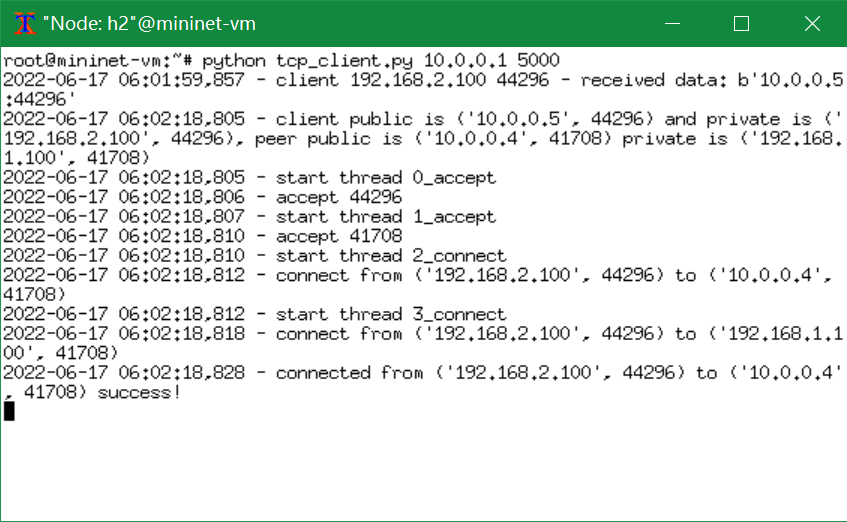 "Node: h2"@mininet-vm
root@mininet-vm:~# python tcp_client.py 10.0.0.1 5000
2022-06-17 06:01:59,857 - client 192.168.2.100 44296 - received data: b'10.0.0.5
:44296'
2022-06-17 06:02:18,805 - client public is ('10.0.0.5', 44296) and private is ('
192.168.2.100', 44296), peer public is ('10.0.0.4', 41708) private is ('192.168.
1.100', 41708)
2022-06-17 06:02:18,805 - start thread 0_accept
2022-06-17 06:02:18,806 - accept 44296
2022-06-17 06:02:18,807 - start thread 1_accept
2022-06-17 06:02:18,810 - accept 41708
2022-06-17 06:02:18,810 - start thread 2_connect
2022-06-17 06:02:18,812 - connect from ('192.168.2.100', 44296) to ('10.0.0.4',
41708)
2022-06-17 06:02:18,812 - start thread 3_connect
2022-06-17 06:02:18,818 - connect from ('192.168.2.100', 44296) to ('192.168.1.1
00', 41708)
2022-06-17 06:02:18,828 - connected from ('192.168.2.100', 44296) to ('10.0.0.4'
, 41708) success!